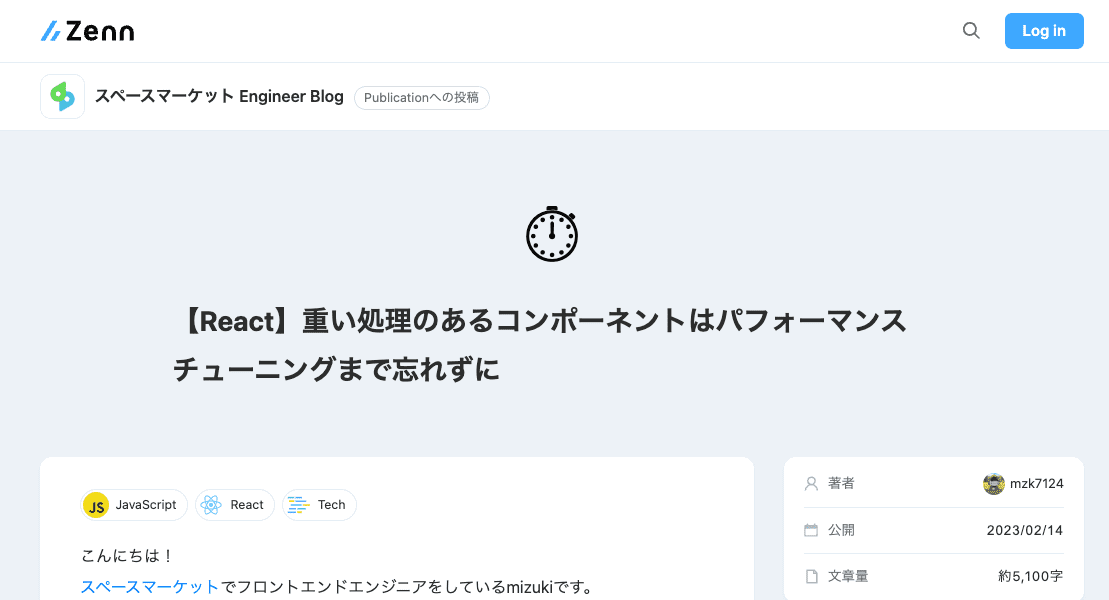 Zenn
Log in
スペースマーケット Engineer Blog
Publicationへの投稿
【React】重い処理のあるコンポーネントはパフォーマンス
チューニングまで忘れずに
JS JavaScript
React
Tech
こんにちは！
スペースマーケットでフロントエンドエンジニアをしているmizukiです。
著者 mzk7124
公開 2023/02/14
文章量 約5,100字